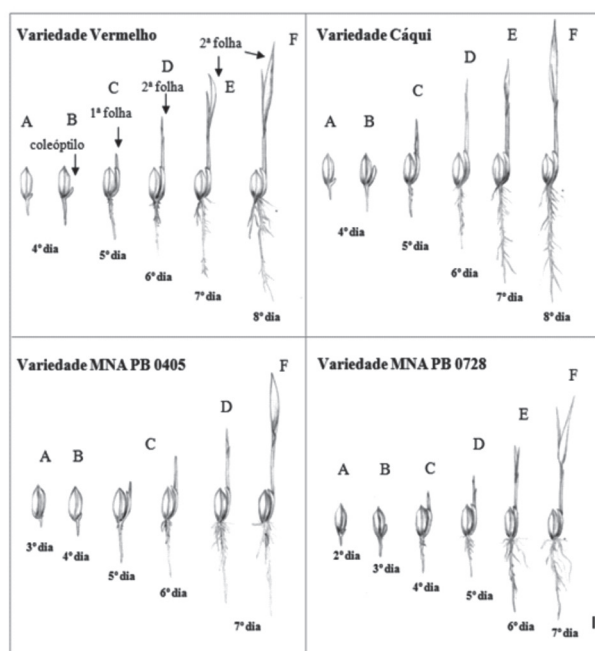 Variedade Vermelho
A
B
coleóptilo
C
1ª folha
D
2ª folha
2ª folha
E
F
4º dia
5º dia
6º dia
7º dia
8º dia
Variedade Cáqui
A
B
C
D
E
F
4º dia
5º dia
6º dia
7º dia
8º dia
Variedade MNA PB 0405
A
B
C
D
F
3º dia
4º dia
5º dia
6º dia
7º dia
Variedade MNA PB 0728
A
B
C
D
E
F
2º dia
3º dia
4º dia
5º dia
6º dia
7º dia